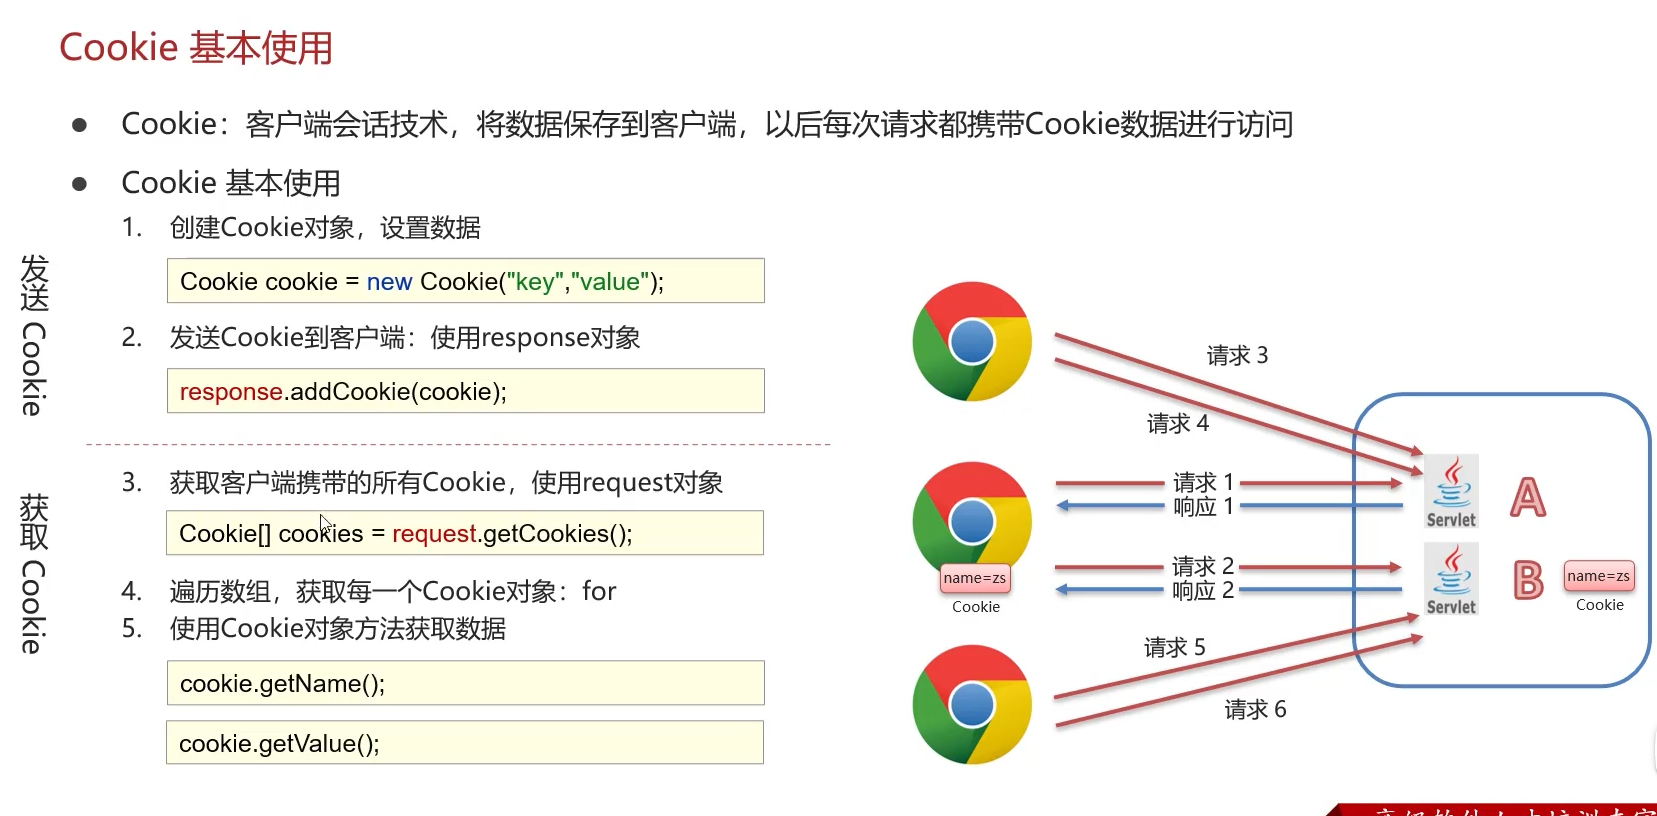 Cookie 基本使用
● Cookie：客户端会话技术，将数据保存到客户端，以后每次请求都携带Cookie数据进行访问
● Cookie 基本使用
发送 Cookie
1. 创建Cookie对象，设置数据
Cookie cookie = new Cookie("key","value");
2. 发送Cookie到客户端：使用response对象
response.addCookie(cookie);
获取 Cookie
3. 获取客户端携带的所有Cookie，使用request对象
Cookie[] cookies = request.getCookies();
4. 遍历数组，获取每一个Cookie对象：for
5. 使用Cookie对象方法获取数据
cookie.getName();
cookie.getValue();
请求 3
请求 4
请求 1
响应 1
Servlet
A
请求 2
响应 2
name=zs
Cookie
Servlet
B
name=zs
Cookie
请求 5
请求 6